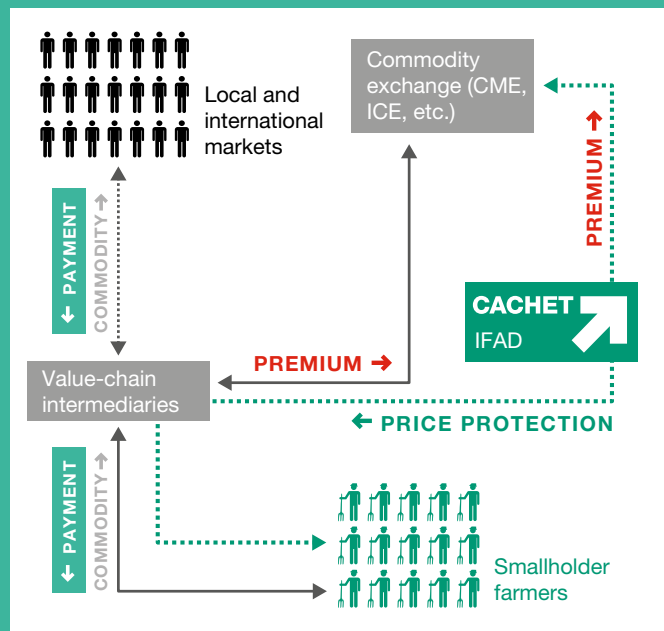 Local and
international
markets
Commodity
exchange (CME,
ICE, etc.)
PREMIUM →
← PAYMENT
COMMODITY →
CACHET
IFAD
PREMIUM →
Value-chain
intermediaries
← PRICE PROTECTION
← PAYMENT
COMMODITY →
Smallholder
farmers